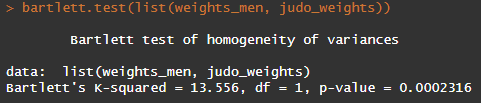 > bartlett.test(list(weights_men, judo_weights))
Bartlett test of homogeneity of variances
data:  list(weights_men, judo_weights)
Bartlett's K-squared = 13.556, df = 1, p-value = 0.0002316